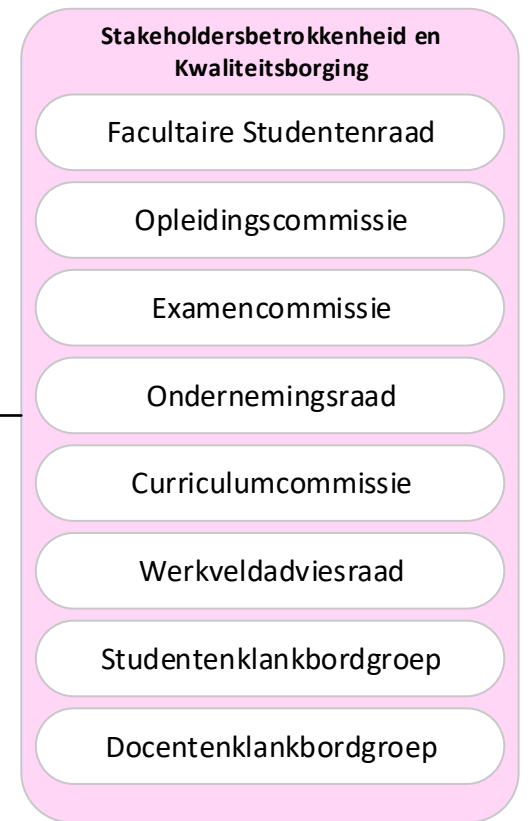 Stakeholdersbetrokkenheid en
Kwaliteitsborging
Facultaire Studentenraad
Opleidingscommissie
Examencommissie
Ondernemingsraad
Curriculumcommissie
Werkveldadviesraad
Studentenklankbordgroep
Docentenklankbordgroep